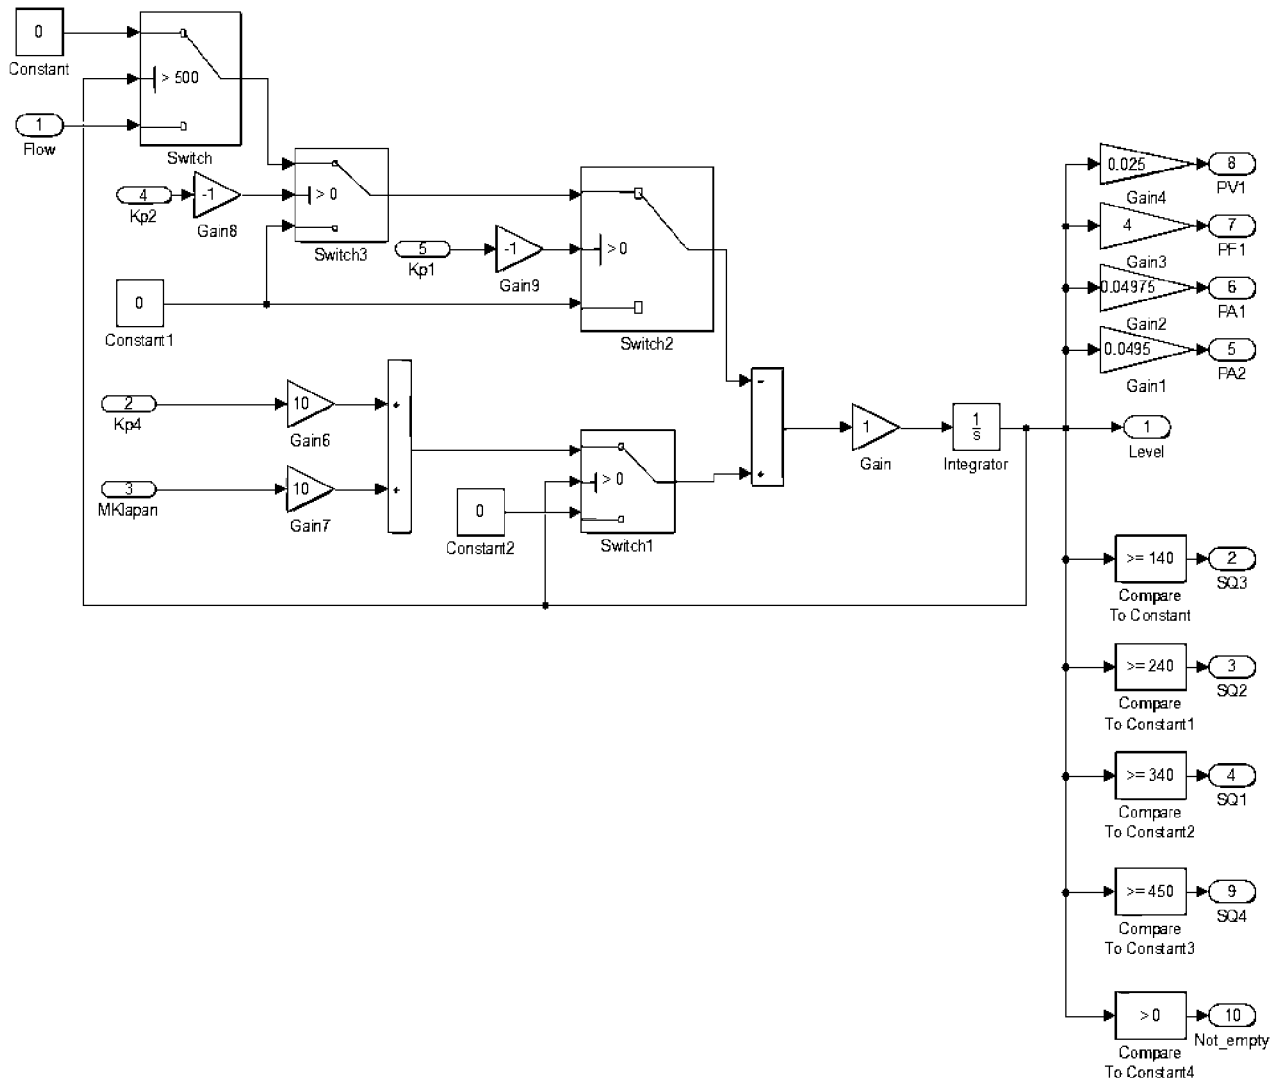 0
Constant
> 500
1
Flow
Switch
4
Kp2
-1
Gain8
> 0
Switch3
5
Kp1
-1
Gain9
> 0
Switch2
0
Constant1
2
Kp4
10
Gain6
3
MKlapan
10
Gain7
+
+
0
Constant2
> 0
Switch1
-
+
1
Gain
1
s
Integrator
0.025
Gain4
8
PV1
4
Gain3
7
PF1
0.04975
Gain2
6
PA1
0.0495
Gain1
5
PA2
1
Level
>= 140
Compare
To Constant
2
SQ3
>= 240
Compare
To Constant1
3
SQ2
>= 340
Compare
To Constant2
4
SQ1
>= 450
Compare
To Constant3
9
SQ4
> 0
Compare
To Constant4
10
Not_empty